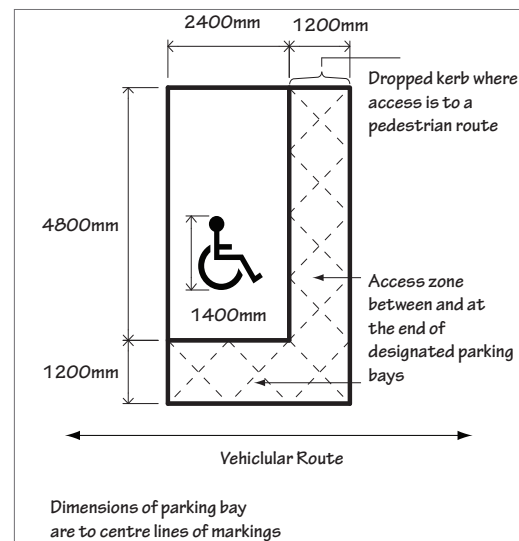 2400mm 1200mm
Dropped kerb where
access is to a
pedestrian route
4800mm
1400mm
Access zone
between and at
the end of
designated parking
bays
1200mm
Vehiclular Route
Dimensions of parking bay
are to centre lines of markings